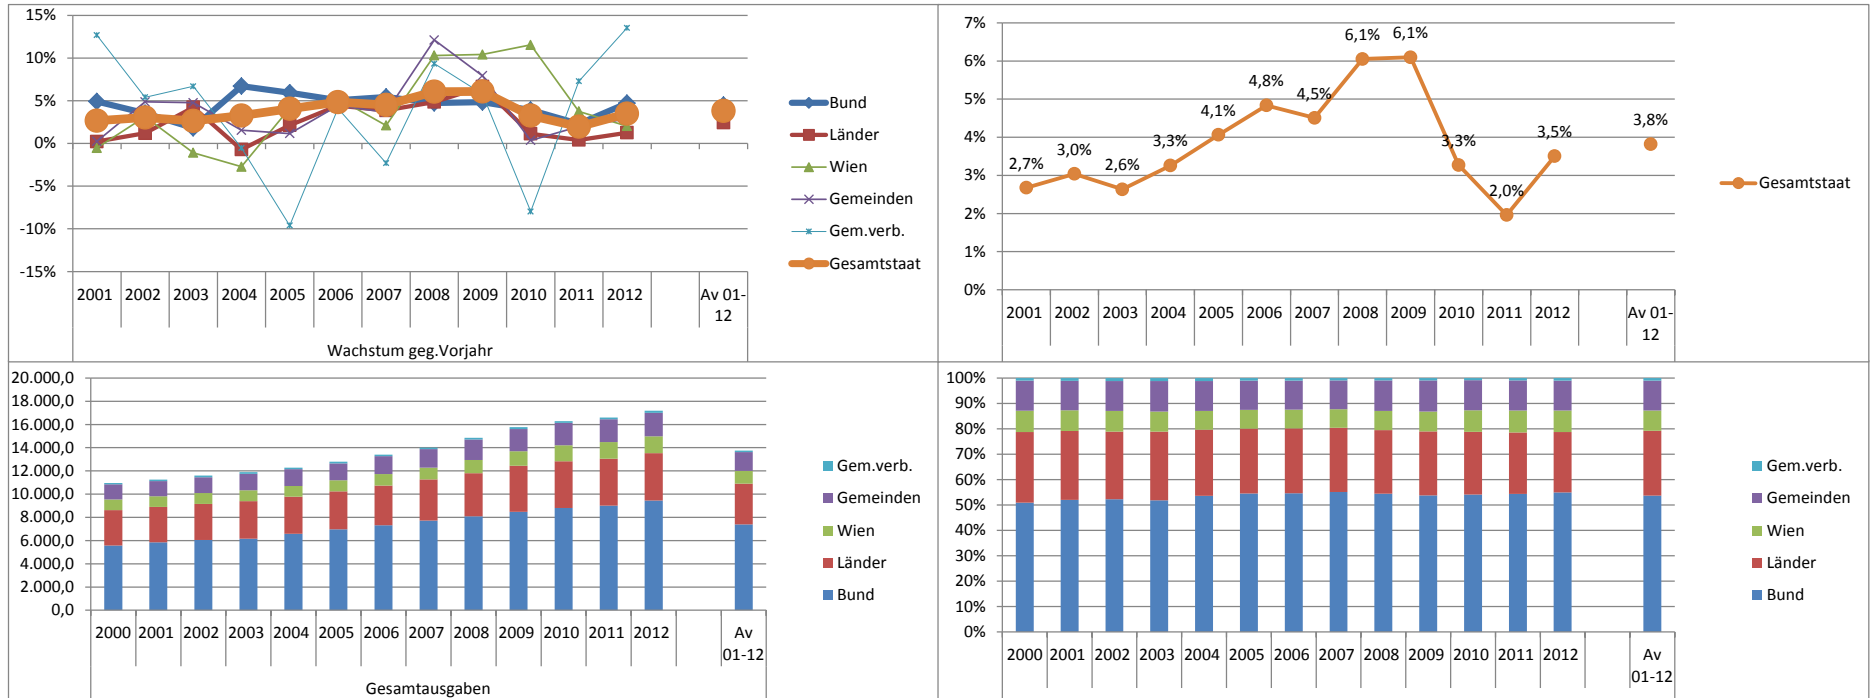 15%
10%
5%
0%
-5%
-10%
-15%
2001 2002 2003 2004 2005 2006 2007 2008 2009 2010 2011 2012 Av 01-
12
Wachstum geg.Vorjahr
Bund
Länder
Wien
Gemeinden
Gem.verb.
Gesamtstaat
7%
6%
5%
4%
3%
2%
1%
0%
2,7% 3,0% 2,6% 3,3% 4,1% 4,8% 4,5% 6,1% 6,1% 3,3% 2,0% 3,5% 3,8%
2001 2002 2003 2004 2005 2006 2007 2008 2009 2010 2011 2012 Av 01-
12
Gesamtstaat
20.000,0
18.000,0
16.000,0
14.000,0
12.000,0
10.000,0
8.000,0
6.000,0
4.000,0
2.000,0
0,0
2000 2001 2002 2003 2004 2005 2006 2007 2008 2009 2010 2011 2012 Av
01-12
Gesamtausgaben
Gem.verb.
Gemeinden
Wien
Länder
Bund
100%
90%
80%
70%
60%
50%
40%
30%
20%
10%
0%
2000 2001 2002 2003 2004 2005 2006 2007 2008 2009 2010 2011 2012 Av
01-12
Gem.verb.
Gemeinden
Wien
Länder
Bund